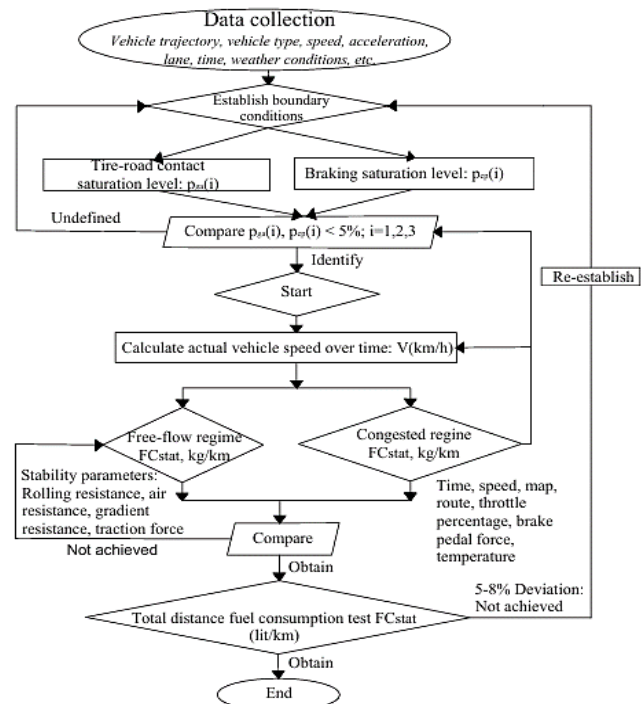 Data collection
Vehicle trajectory, vehicle type, speed, acceleration,
lane, time, weather conditions, etc.
Establish boundary
conditions
Tire-road contact
saturation level: pga(i)
Braking saturation level: pep(i)
Undefined
Compare pga(i), pep(i) < 5%; i=1,2,3
Identify
Re-establish
Start
Calculate actual vehicle speed over time: V(km/h)
Free-flow regime
FCstat, kg/km
Congested regine
FCstat, kg/km
Stability parameters:
Rolling resistance, air
resistance, gradient
resistance, traction force
Not achieved
Time, speed, map,
route, throttle
percentage, brake
pedal force,
temperature
Compare
Obtain
5-8% Deviation:
Not achieved
Total distance fuel consumption test FCstat
(lit/km)
Obtain
End